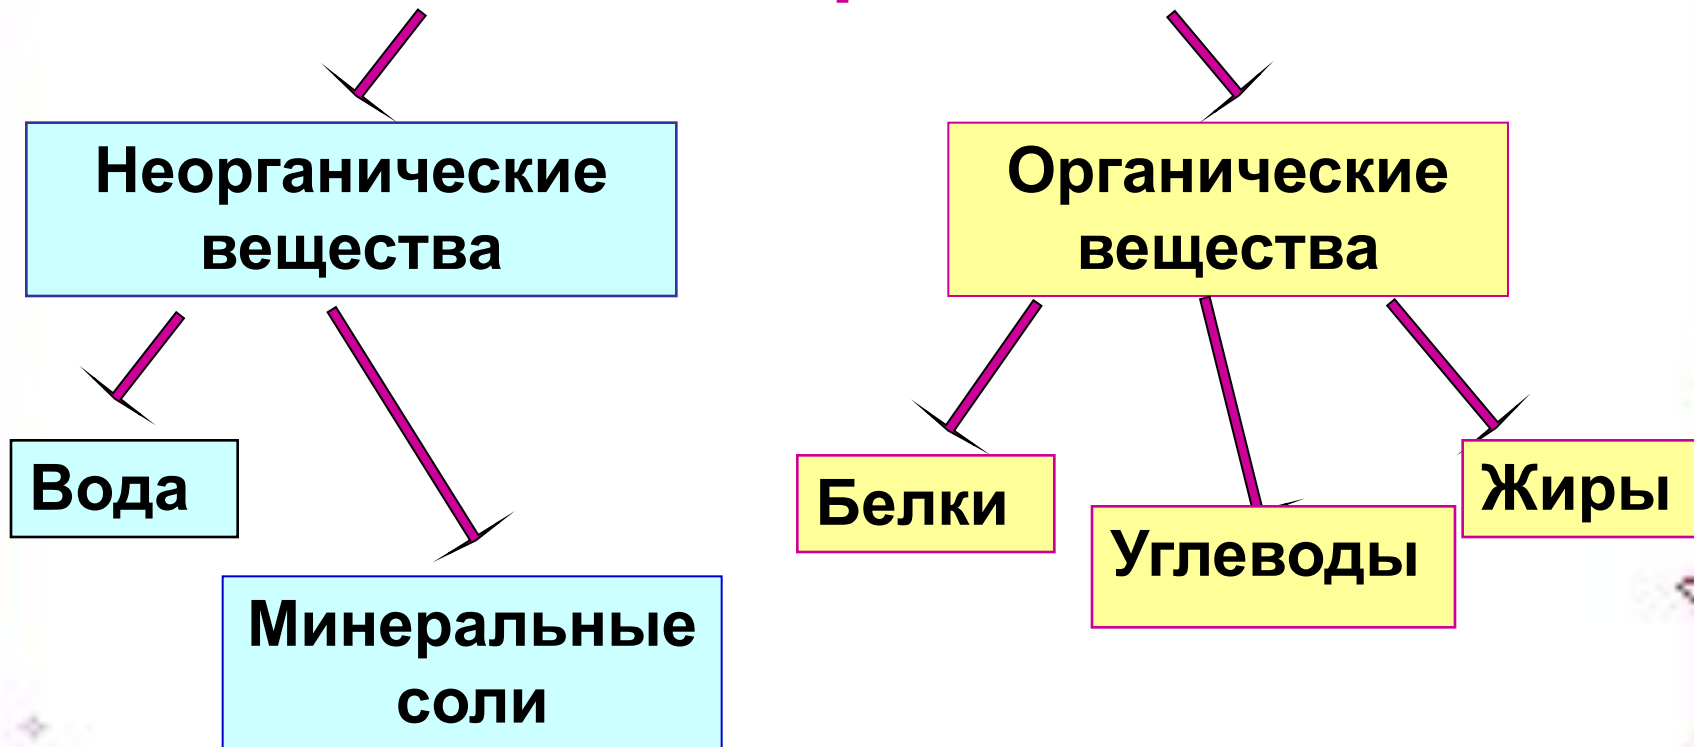 Неорганические
вещества
Органические
вещества
Вода
Белки
Углеводы
Жиры
Минеральные
соли